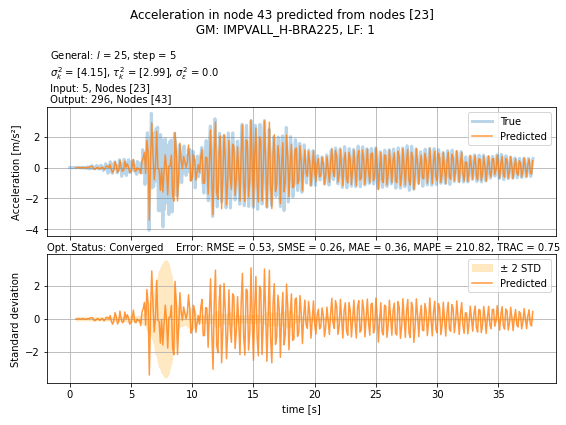 Acceleration in node 43 predicted from nodes [23]
GM: IMPVALL_H-BRA225, LF: 1
General: l = 25, step = 5
σ²ₖ = [4.15], τ²ₖ = [2.99], σ²ε = 0.0
Input: 5, Nodes [23]
Output: 296, Nodes [43]
True
Predicted
Acceleration [m/s²]
2
0
−2
−4
Opt. Status: Converged Error: RMSE = 0.53, SMSE = 0.26, MAE = 0.36, MAPE = 210.82, TRAC = 0.75
± 2 STD
Predicted
Standard deviation
2
0
−2
0 5 10 15 20 25 30 35
time [s]